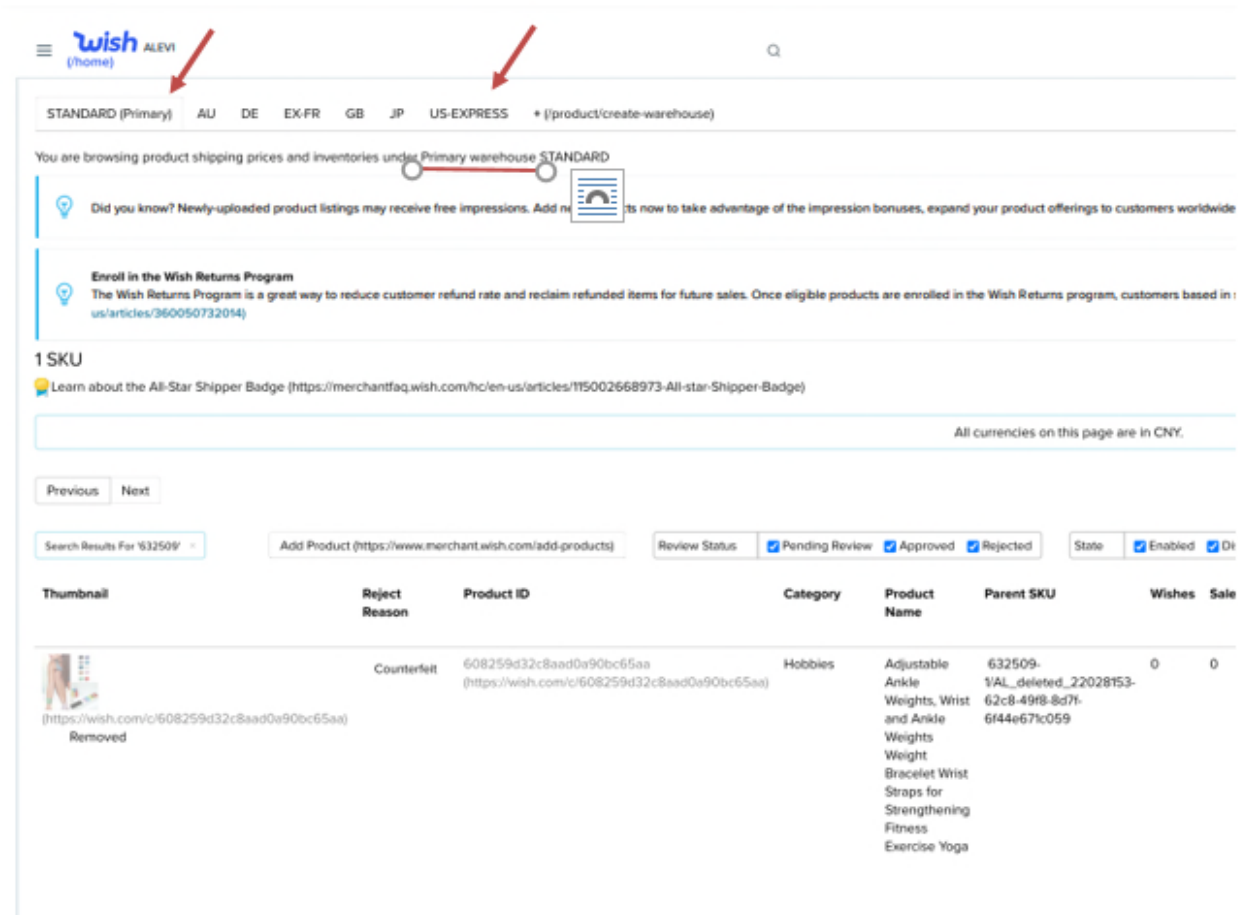 wish ALEVI
(/home)
STANDARD (Primary) AU DE EX-FR GB JP US-EXPRESS + (/product/create-warehouse)
You are browsing product shipping prices and inventories under Primary warehouse STANDARD
Did you know? Newly-uploaded product listings may receive free impressions. Add ts now to take advantage of the impression bonuses, expand your product offerings to customers worldwide
Enroll in the Wish Returns Program
The Wish Returns Program is a great way to reduce customer refund rate and reclaim refunded items for future sales. Once eligible products are enrolled in the Wish Returns program, customers based in
us/articles/360050732014)
1 SKU
Learn about the All-Star Shipper Badge (https://merchantfaq.wish.com/hc/en-us/articles/115002668973-All-star-Shipper-Badge)
All currencies on this page are in CNY.
Previous Next
Search Results For '632509' × Add Product (https://www.merchant.wish.com/add-products) Review Status Pending Review Approved Rejected State Enabled Di
Thumbnail Reject Product ID Category Product Parent SKU Wishes Sale
Reason Name
Counterfeit 608259d32c8aad0a90bc65aa Hobbies Adjustable 632509- 0 0
(https://wish.com/c/608259d32c8aad0a90bc65aa) Ankle 1/AL_deleted_22028153-
Weights, Wrist 62c8-49f8-8d7f-
(https://wish.com/c/608259d32c8aad0a90bc65aa) and Ankle 6f44e671c059
Removed Weights
Weight
Bracelet Wrist
Straps for
Strengthening
Fitness
Exercise Yoga